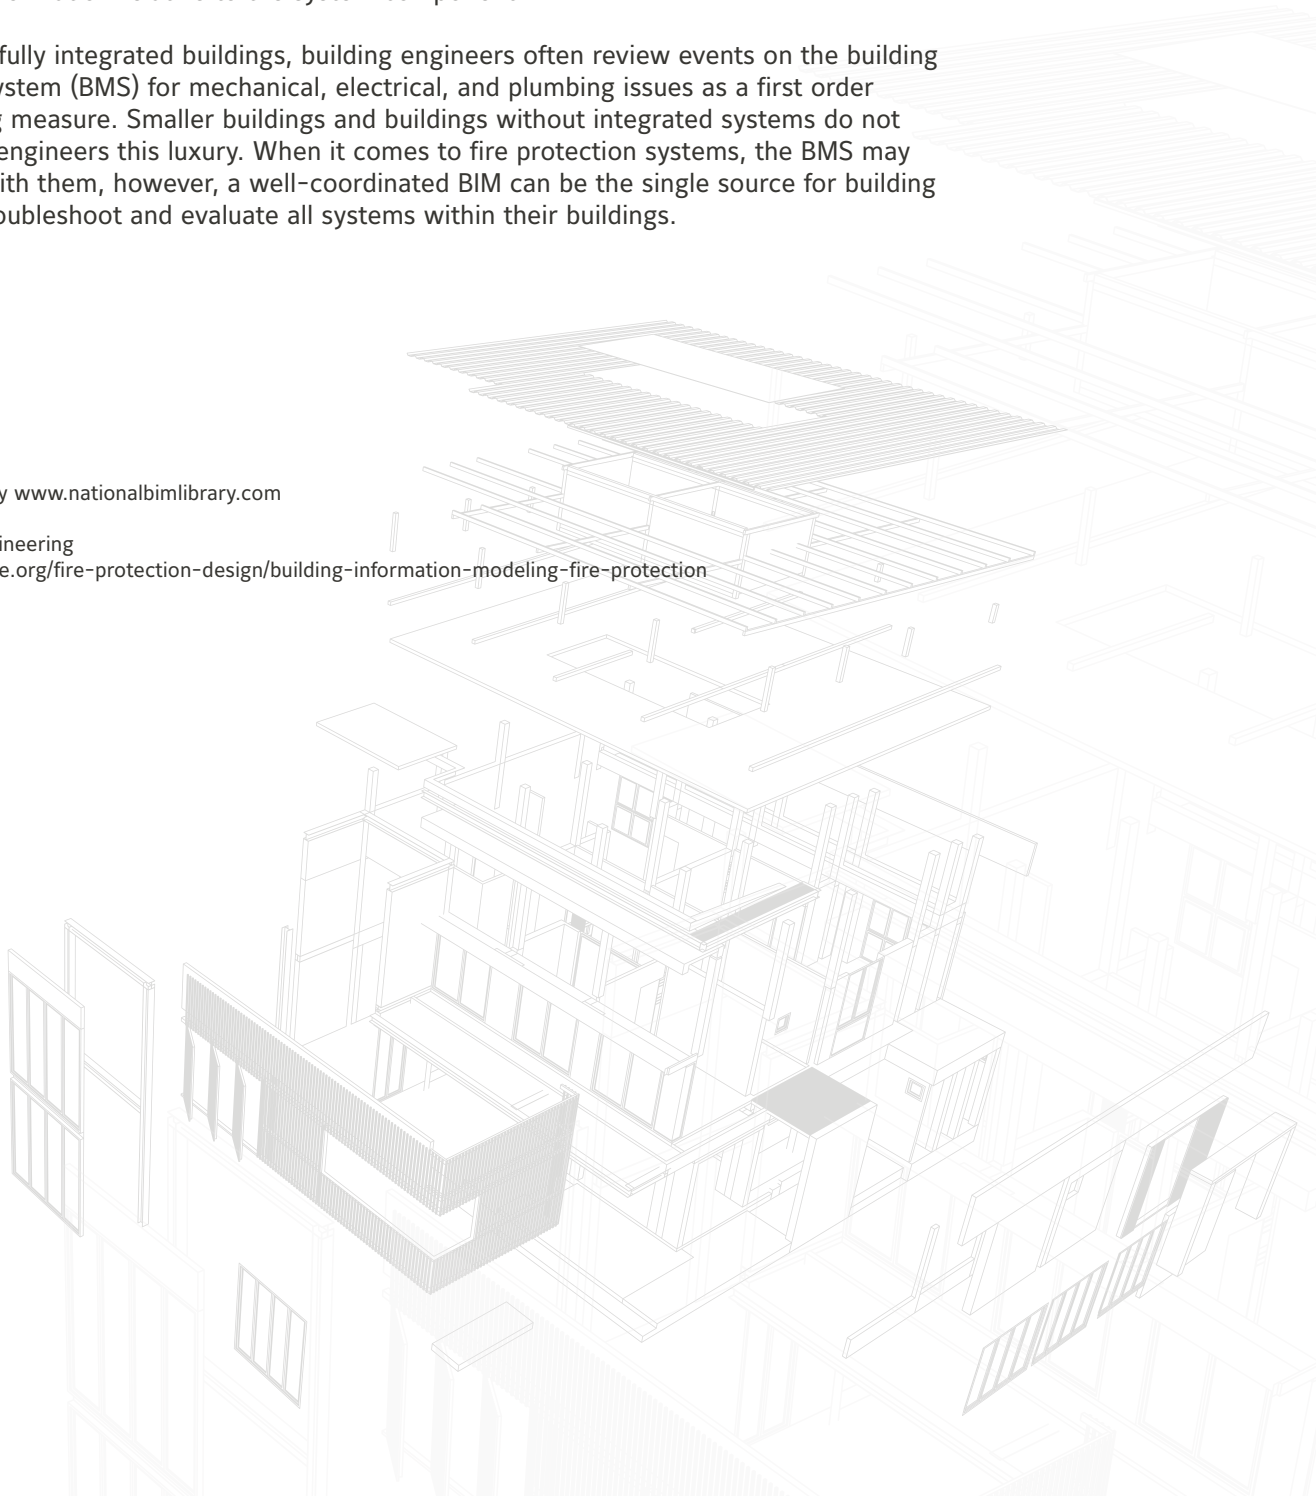 fully integrated buildings, building engineers often review events on the building
ystem (BMS) for mechanical, electrical, and plumbing issues as a first order
g measure. Smaller buildings and buildings without integrated systems do not
engineers this luxury. When it comes to fire protection systems, the BMS may
ith them, however, a well-coordinated BIM can be the single source for building
oubleshoot and evaluate all systems within their buildings.
y www.nationalbimlibrary.com
ineering
e.org/fire-protection-design/building-information-modeling-fire-protection